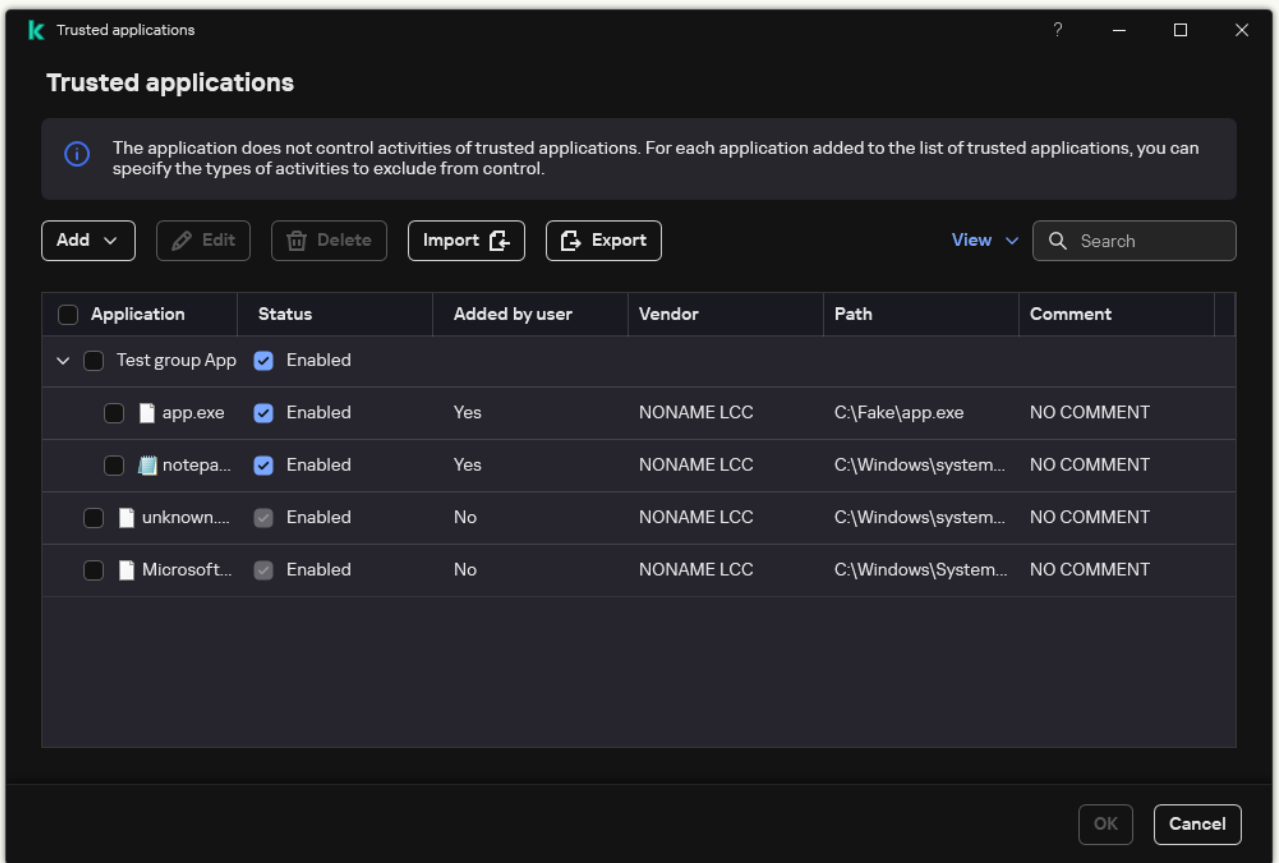 Trusted applications
?
Trusted applications
The application does not control activities of trusted applications. For each application added to the list of trusted applications, you can
specify the types of activities to exclude from control.
Add Edit Delete Import Export View Search
Application Status Added by user Vendor Path Comment
Test group App Enabled
app.exe Enabled Yes NONAME LCC C:\Fake\app.exe NO COMMENT
notepa... Enabled Yes NONAME LCC C:\Windows\system... NO COMMENT
unknown.... Enabled No NONAME LCC C:\Windows\system... NO COMMENT
Microsoft... Enabled No NONAME LCC C:\Windows\System... NO COMMENT
OK Cancel